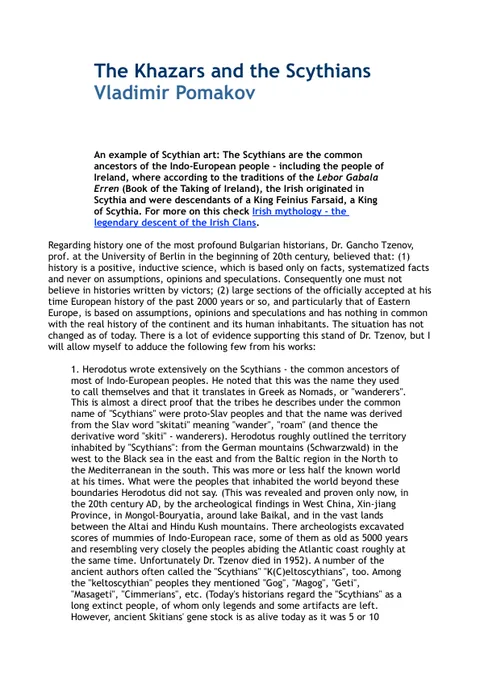 The Khazars and the Scythians
Vladimir Pomakov
An example of Scythian art: The Scythians are the common
ancestors of the Indo-European people - including the people of
Ireland, where according to the traditions of the Lebor Gabala
Erren (Book of the Taking of Ireland), the Irish originated in
Scythia and were descendants of a King Feinius Farsaid, a King
of Scythia. For more on this check Irish mythology - the
legendary descent of the Irish Clans.
Regarding history one of the most profound Bulgarian historians, Dr. Gancho Tzenov,
prof. at the University of Berlin in the beginning of 20th century, believed that: (1)
history is a positive, inductive science, which is based only on facts, systematized facts
and never on assumptions, opinions and speculations. Consequently one must not
believe in histories written by victors; (2) large sections of the officially accepted at his
time European history of the past 2000 years or so, and particularly that of Eastern
Europe, is based on assumptions, opinions and speculations and has nothing in common
with the real history of the continent and its human inhabitants. The situation has not
changed as of today. There is a lot of evidence supporting this stand of Dr. Tzenov, but I
will allow myself to adduce the following few from his works:
1. Herodotus wrote extensively on the Scythians - the common ancestors of
most of Indo-European peoples. He noted that this was the name they used
to call themselves and that it translates in Greek as Nomads, or "wanderers".
This is almost a direct proof that the tribes he describes under the common
name of "Scythians" were proto-Slav peoples and that the name was derived
from the Slav word "skitati" meaning "wander", "roam" (and thence the
derivative word "skiti" - wanderers). Herodotus roughly outlined the territory
inhabited by "Scythians": from the German mountains (Schwarzwald) in the
west to the Black sea in the east and from the Baltic region in the North to
the Mediterranean in the south. This was more or less half the known world
at his times. What were the peoples that inhabited the world beyond these
boundaries Herodotus did not say. (This was revealed and proven only now, in
the 20th century AD, by the archeological findings in West China, Xin-jiang
Province, in Mongol-Bouryatia, around lake Baikal, and in the vast lands
between the Altai and Hindu Kush mountains. There archeologists excavated
scores of mummies of Indo-European race, some of them as old as 5000 years
and resembling very closely the peoples abiding the Atlantic coast roughly at
the same time. Unfortunately Dr. Tzenov died in 1952). A number of the
ancient authors often called the "Scythians" "K(C)eltoscythians", too. Among
the "keltoscythian" peoples they mentioned "Gog", "Magog", "Geti",
"Masageti", "Cimmerians", etc. (Today's historians regard the "Scythians" as a
long extinct people, of whom only legends and some artifacts are left.
However, ancient Skitians' gene stock is as alive today as it was 5 or 10